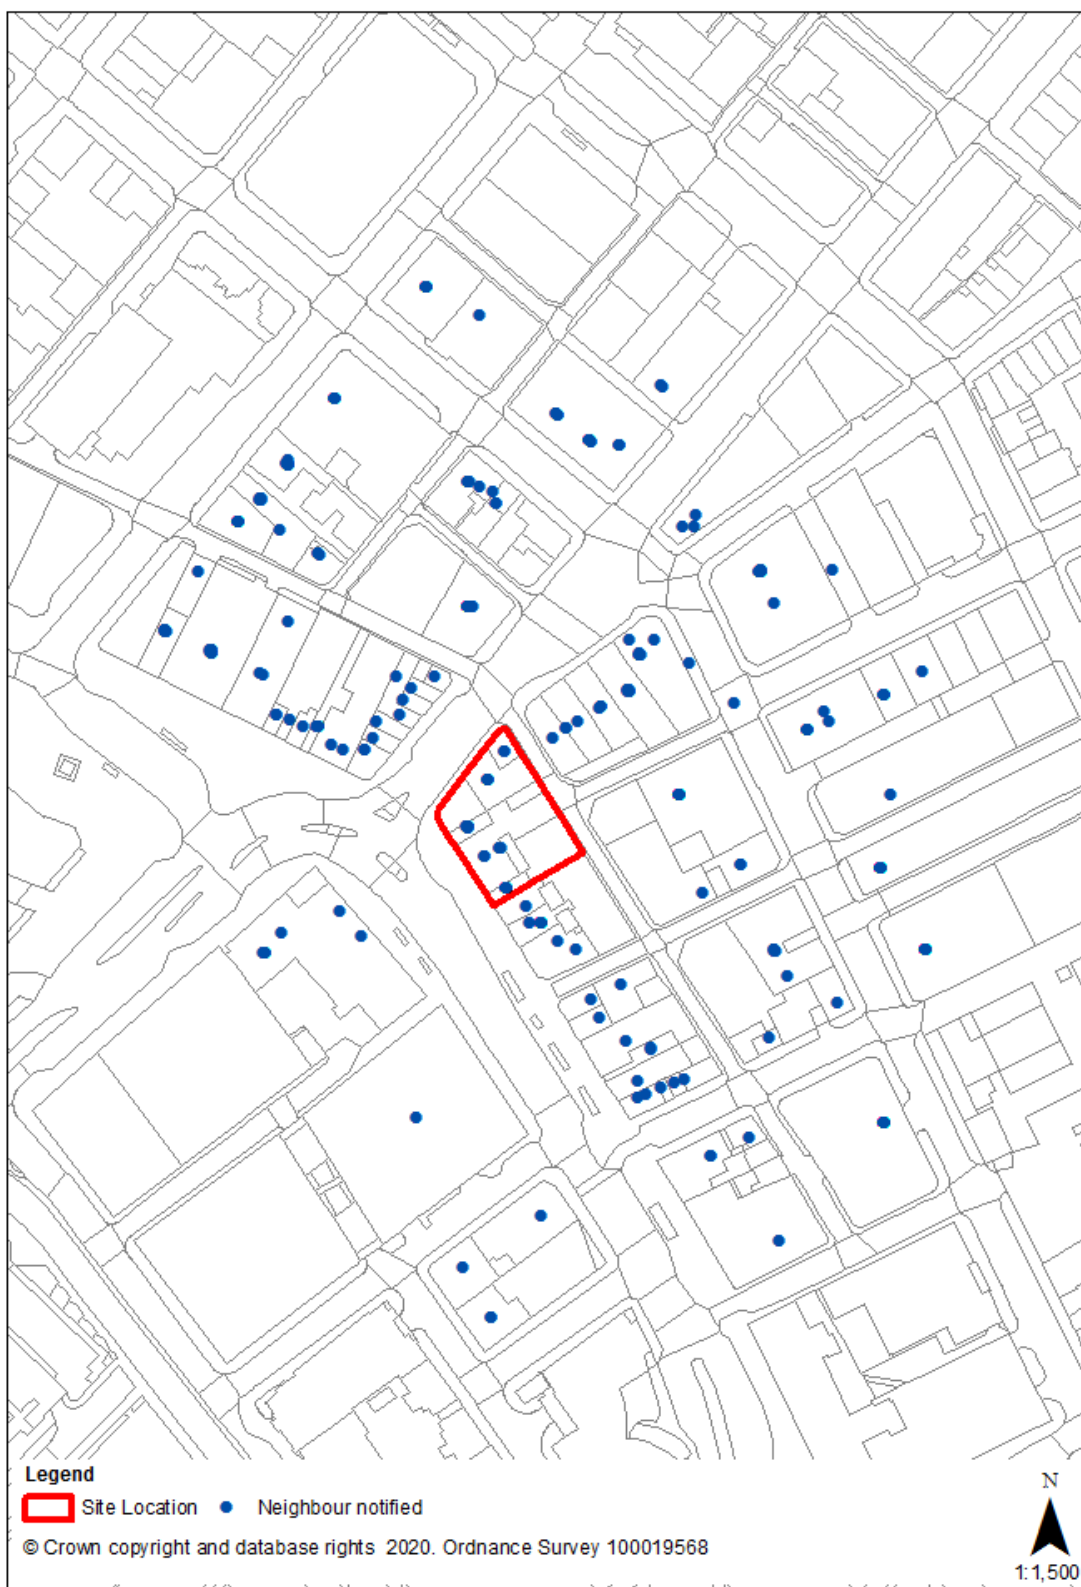 Legend
Site Location Neighbour notified
© Crown copyright and database rights 2020. Ordnance Survey 100019568
N
1:1,500